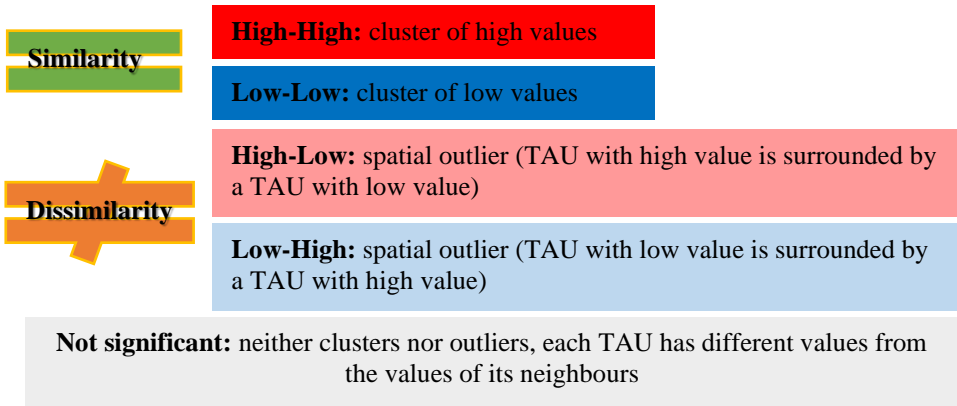 Similarity
High-High: cluster of high values
Low-Low: cluster of low values
Dissimilarity
High-Low: spatial outlier (TAU with high value is surrounded by
a TAU with low value)
Low-High: spatial outlier (TAU with low value is surrounded by
a TAU with high value)
Not significant: neither clusters nor outliers, each TAU has different values from
the values of its neighbours